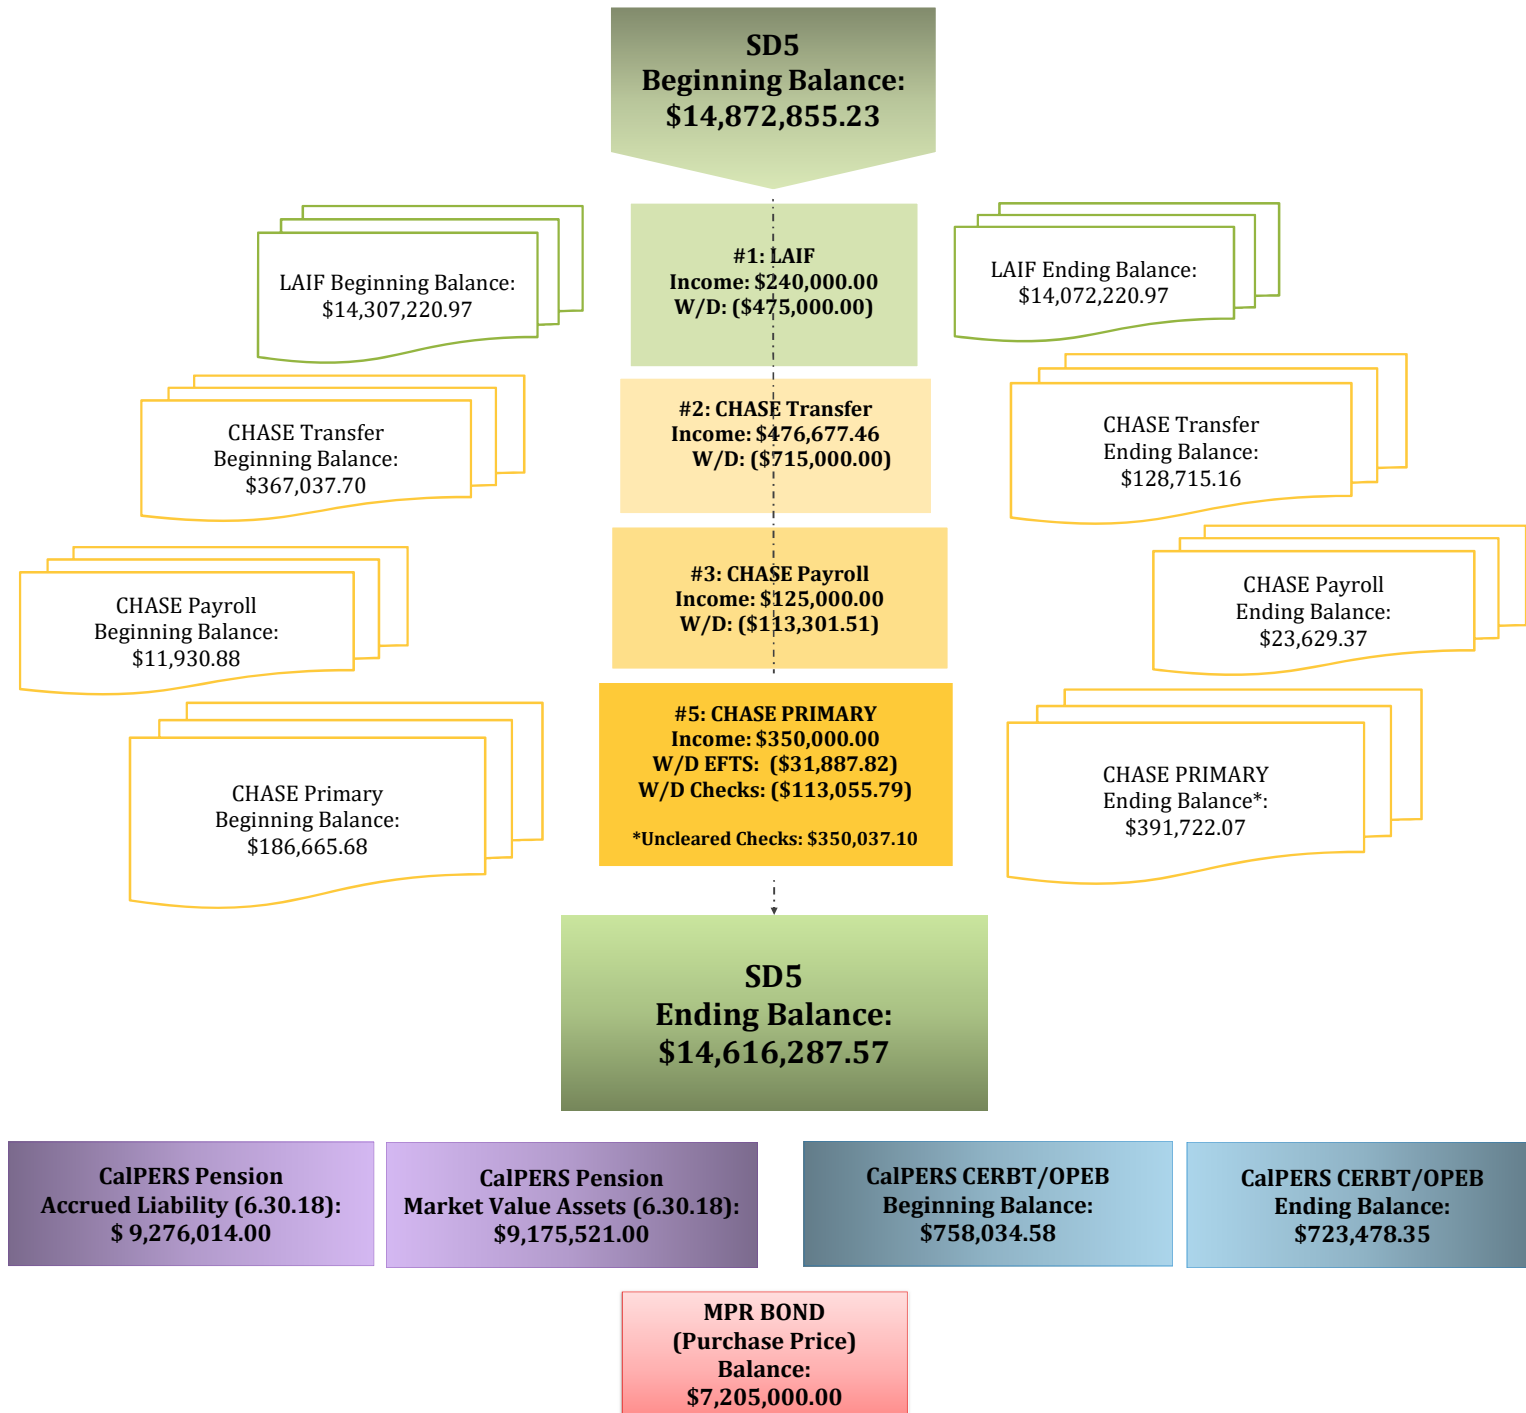 SD5
Beginning Balance:
$14,872,855.23
LAIF Beginning Balance:
$14,307,220.97
#1: LAIF
Income: $240,000.00
W/D: ($475,000.00)
LAIF Ending Balance:
$14,072,220.97
CHASE Transfer
Beginning Balance:
$367,037.70
#2: CHASE Transfer
Income: $476,677.46
W/D: ($715,000.00)
CHASE Transfer
Ending Balance:
$128,715.16
CHASE Payroll
Beginning Balance:
$11,930.88
#3: CHASE Payroll
Income: $125,000.00
W/D: ($113,301.51)
CHASE Payroll
Ending Balance:
$23,629.37
CHASE Primary
Beginning Balance:
$186,665.68
#5: CHASE PRIMARY
Income: $350,000.00
W/D EFTS:  ($31,887.82)
W/D Checks: ($113,055.79)
*Uncleared Checks: $350,037.10
CHASE PRIMARY
Ending Balance*:
$391,722.07
SD5
Ending Balance:
$14,616,287.57
CalPERS Pension
Accrued Liability (6.30.18):
$ 9,276,014.00
CalPERS Pension
Market Value Assets (6.30.18):
$9,175,521.00
CalPERS CERBT/OPEB
Beginning Balance:
$758,034.58
CalPERS CERBT/OPEB
Ending Balance:
$723,478.35
MPR BOND
(Purchase Price)
Balance:
$7,205,000.00